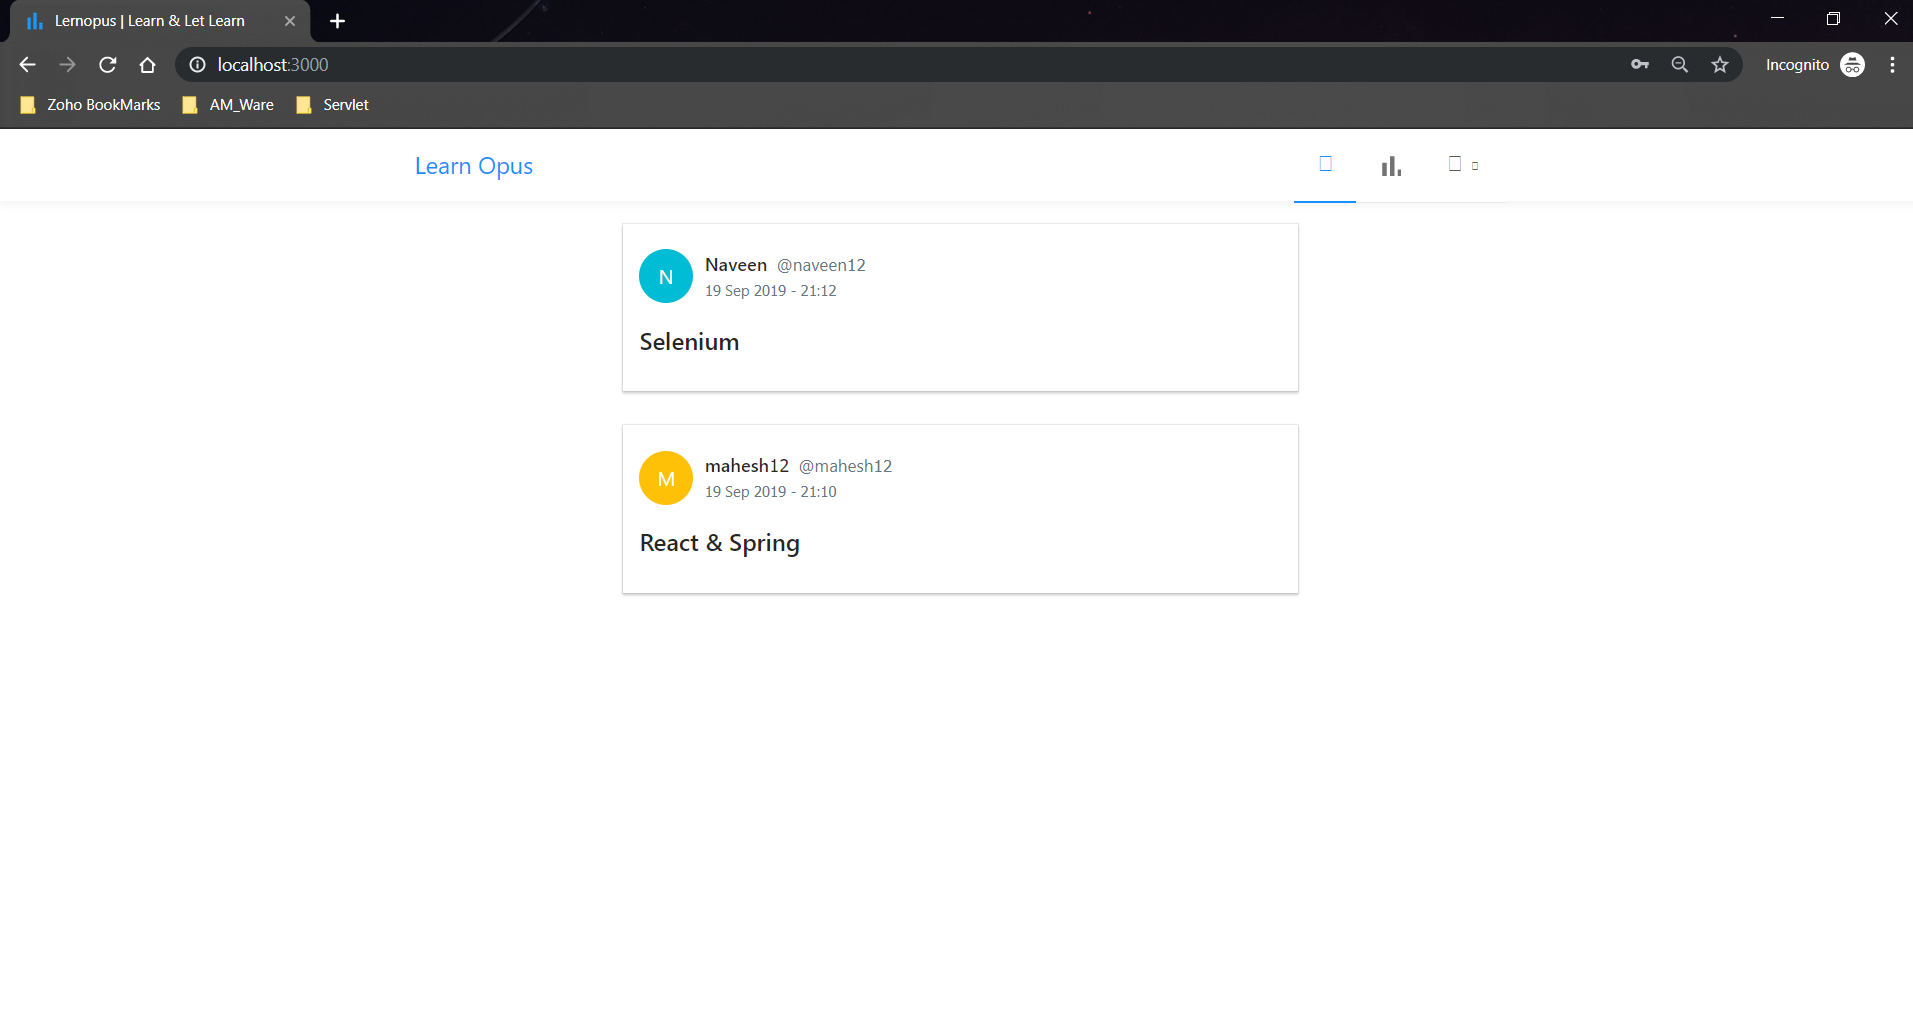 Lernopus | Learn & Let Learn
localhost:3000
Incognito
Zoho BookMarks
AM_Ware
Servlet
Learn Opus
N
Naveen @naveen12
19 Sep 2019 - 21:12
Selenium
M
mahesh12 @mahesh12
19 Sep 2019 - 21:10
React & Spring